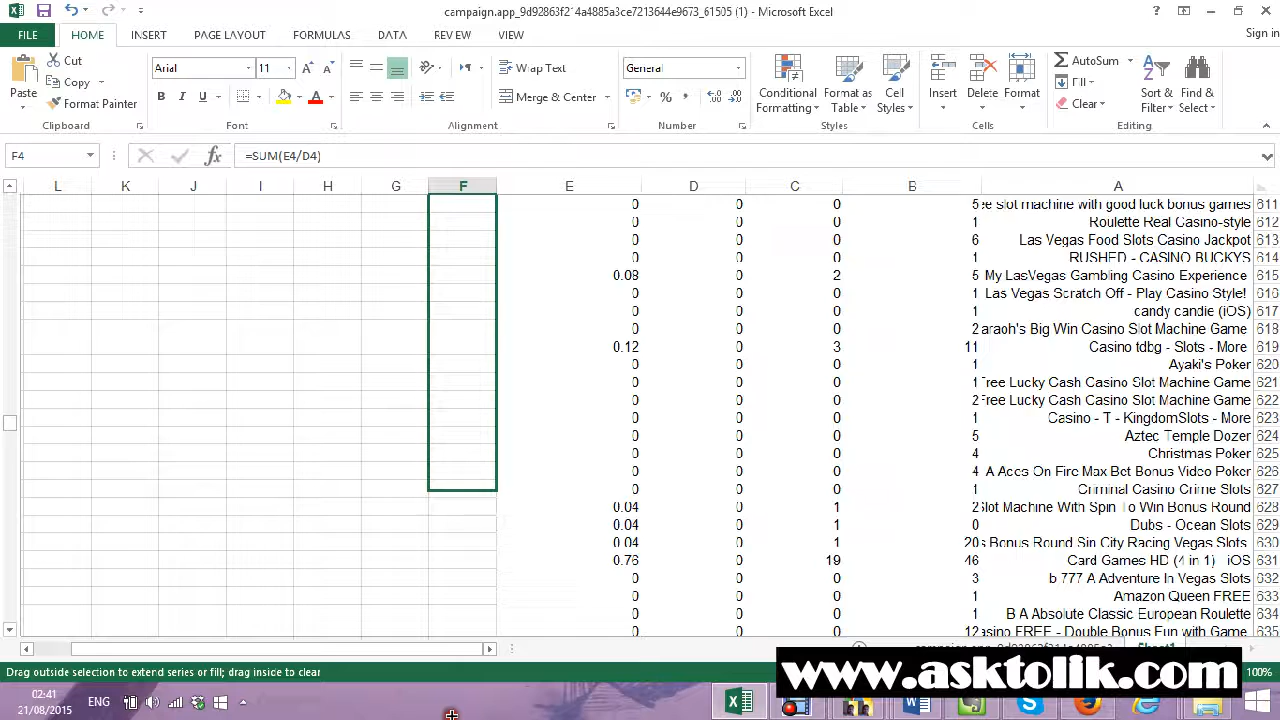 campaign.app_9d92863f214a4885a3ce7213644e9673_61505 (1) - Microsoft Excel
FILE HOME INSERT PAGE LAYOUT FORMULAS DATA REVIEW VIEW Sign in
Paste Cut Copy Format Painter Clipboard
Arial 11 B I U A Font
Wrap Text Merge & Center Alignment
General % Number
Conditional Formatting Format as Table Cell Styles Styles
Insert Delete Format Cells
AutoSum Fill Clear Sort & Filter Find & Select Editing
F4 fx =SUM(E4/D4)
L K J I H G F E D C B A
0 0 0 5 slot machine with good luck bonus games 611
0 0 0 1 Roulette Real Casino-style 612
0 0 0 6 Las Vegas Food Slots Casino Jackpot 613
0 0 0 1 RUSHED - CASINO BUCKYS 614
0.08 0 2 5 My LasVegas Gambling Casino Experience 615
0 0 0 1 Las Vegas Scratch Off - Play Casino Style! 616
0 0 0 1 candy candie (iOS) 617
0 0 0 2 araoh's Big Win Casino Slot Machine Game 618
0.12 0 3 11 Casino tdbg - Slots - More 619
0 0 0 1 Ayaki's Poker 620
0 0 0 1 Free Lucky Cash Casino Slot Machine Game 621
0 0 0 2 Free Lucky Cash Casino Slot Machine Game 622
0 0 0 1 Casino - T - KingdomSlots - More 623
0 0 0 5 Aztec Temple Dozer 624
0 0 0 4 Christmas Poker 625
0 0 0 4 A Aces On Fire Max Bet Bonus Video Poker 626
0 0 0 1 Criminal Casino Crime Slots 627
0.04 0 1 2 Slot Machine With Spin To Win Bonus Round 628
0.04 0 1 0 Dubs - Ocean Slots 629
0.04 0 1 20 s Bonus Round Sin City Racing Vegas Slots 630
0.76 0 19 46 Card Games HD (4 in 1) iOS 631
0 0 0 3 b 777 A Adventure In Vegas Slots 632
0 0 0 1 Amazon Queen FREE 633
0 0 0 1 B A Absolute Classic European Roulette 634
0 0 0 12 asino FREE - Double Bonus Fun with Game 635
Sheet1
Drag outside selection to extend series or fill; drag inside to clear 100%
www.asktolik.com
02:41 ENG
21/08/2015